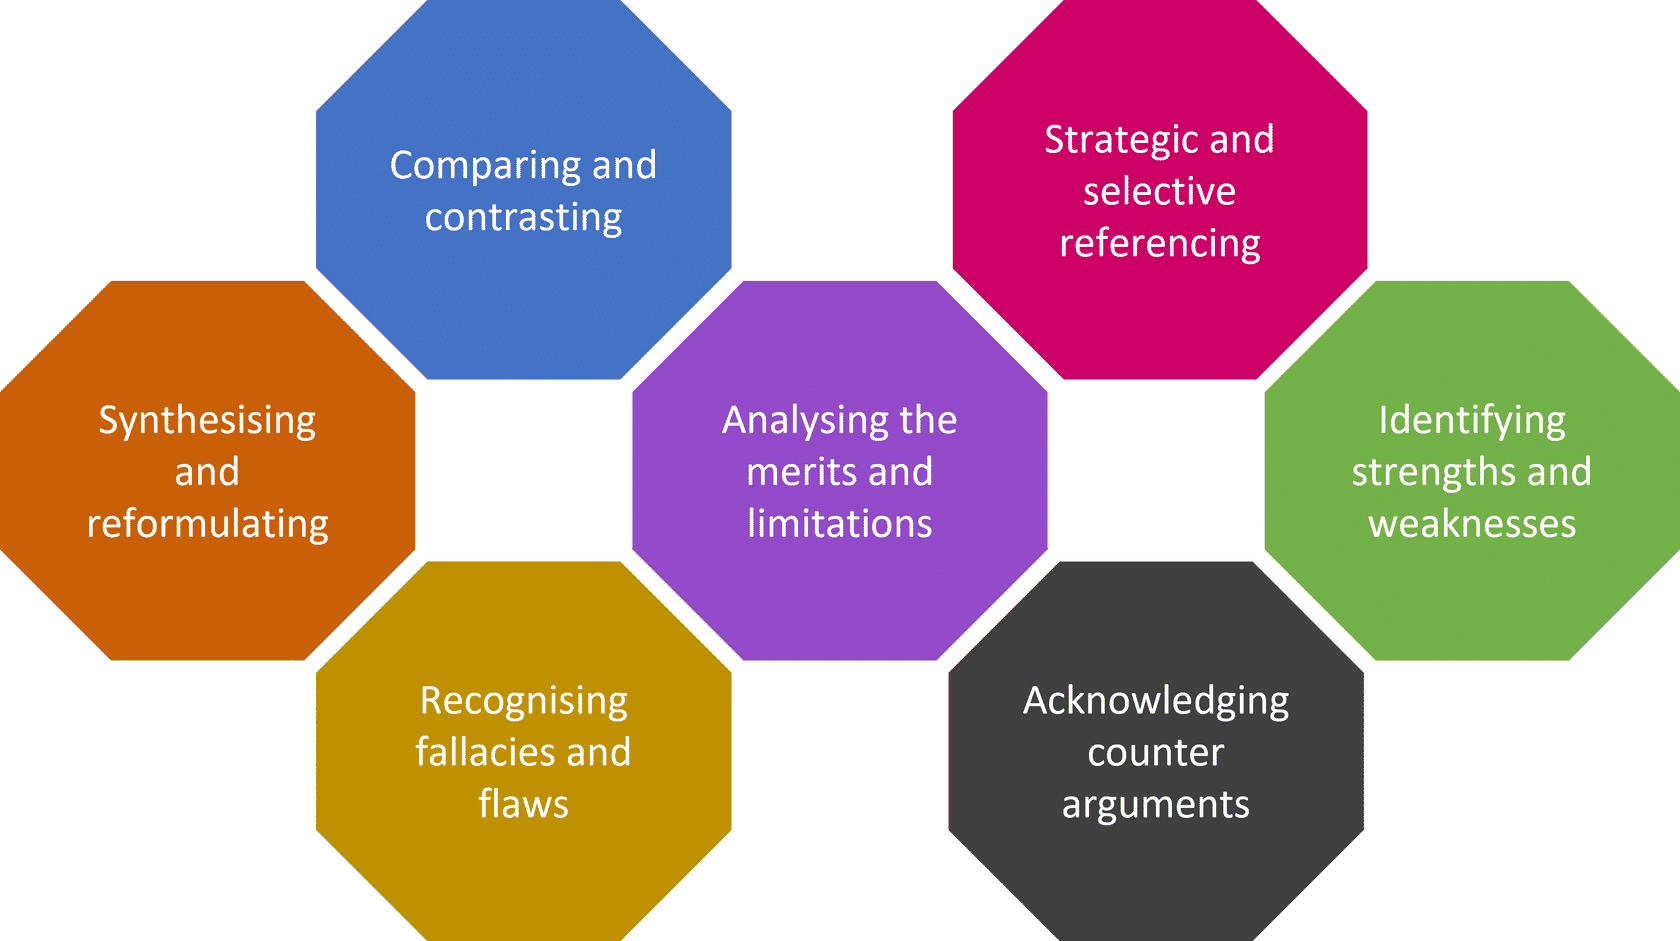 Comparing and
contrasting
Strategic and
selective
referencing
Synthesising
and
reformulating
Analysing the
merits and
limitations
Identifying
strengths and
weaknesses
Recognising
fallacies and
flaws
Acknowledging
counter
arguments